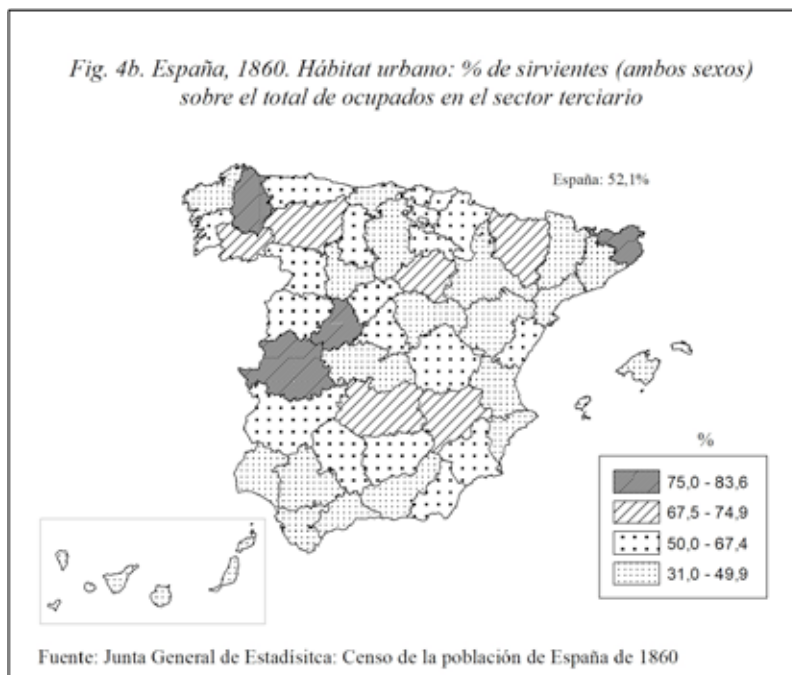 Fig. 4b. España, 1860. Hábitat urbano: % de sirvientes (ambos sexos)
sobre el total de ocupados en el sector terciario
España: 52,1%
%
75,0 - 83,6
67,5 - 74,9
50,0 - 67,4
31,0 - 49,9
Fuente: Junta General de Estadísitca: Censo de la población de España de 1860